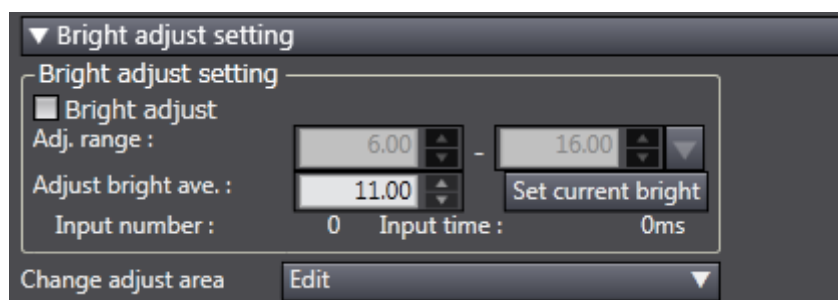 Bright adjust setting
Bright adjust setting
Bright adjust
Adj. range : 6.00 - 16.00
Adjust bright ave. : 11.00 Set current bright
Input number : 0 Input time : 0ms
Change adjust area Edit